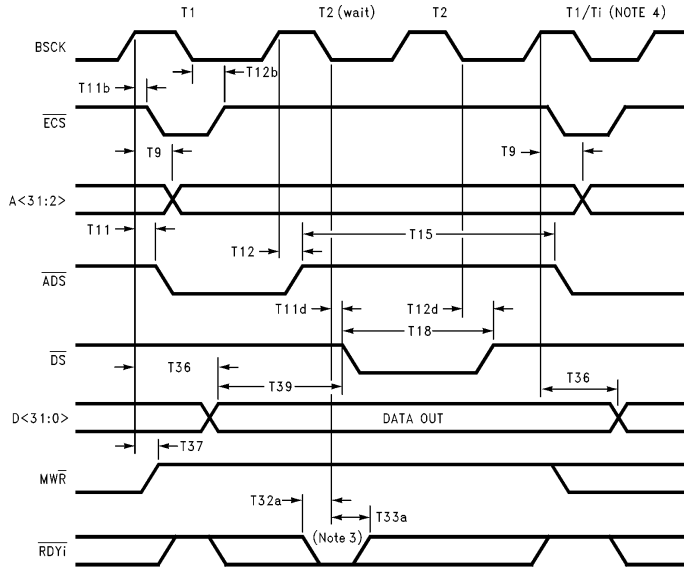 T1 T2 (wait) T2 T1/Ti (NOTE 4)
BSCK
T11b T12b
ECS
T9 T9
A<31:2>
T11 T12 T15
ADS
T11d T12d
T18
DS
T36 T39 T36
D<31:0> DATA OUT
T37
MWR
T32a T33a
(Note 3)
RDYi